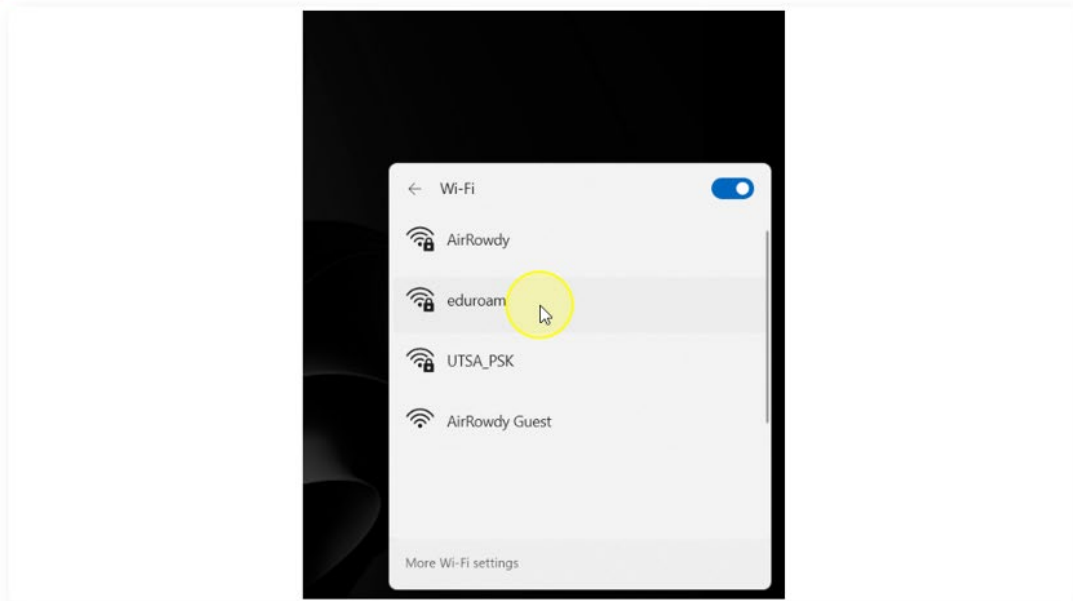 Wi-Fi
AirRowdy
eduroam
UTSA_PSK
AirRowdy Guest
More Wi-Fi settings